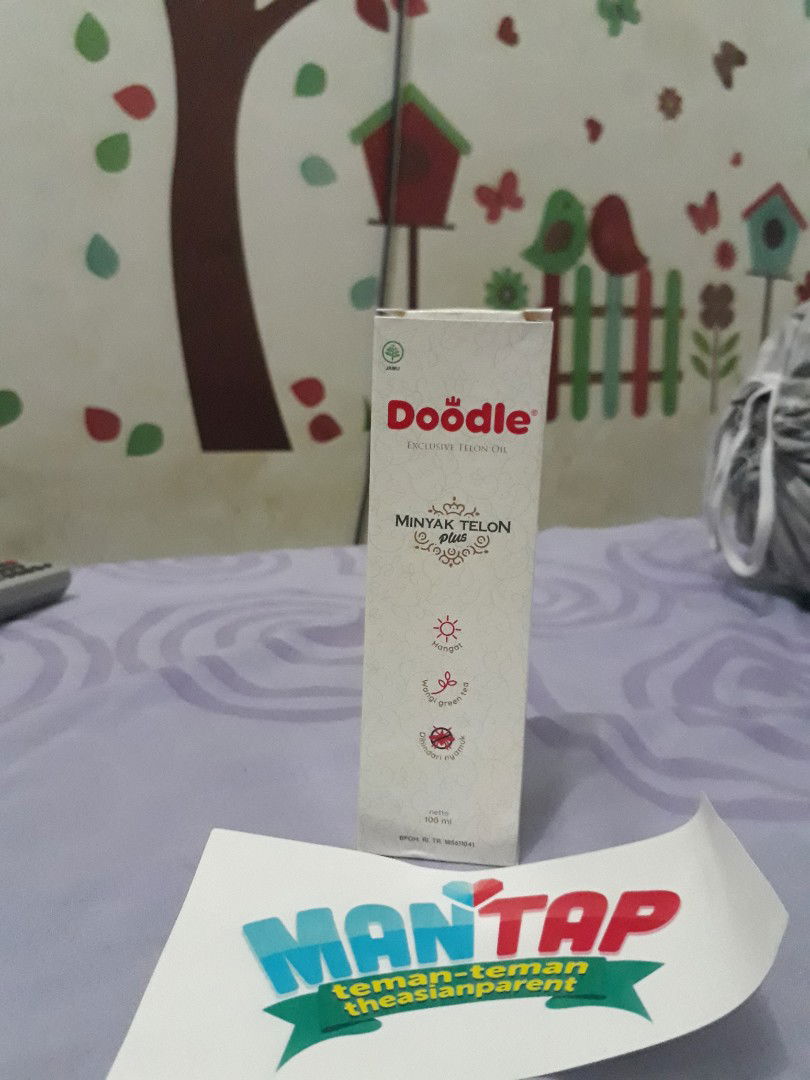 JAMU
Doodle®
EXCLUSIVE TELON OIL
MINYAK TELON
plus
Hangat
Wangi green tea
Dihindari nyamuk
netto
100 ml
MANTAP
teman-teman
theasianparent